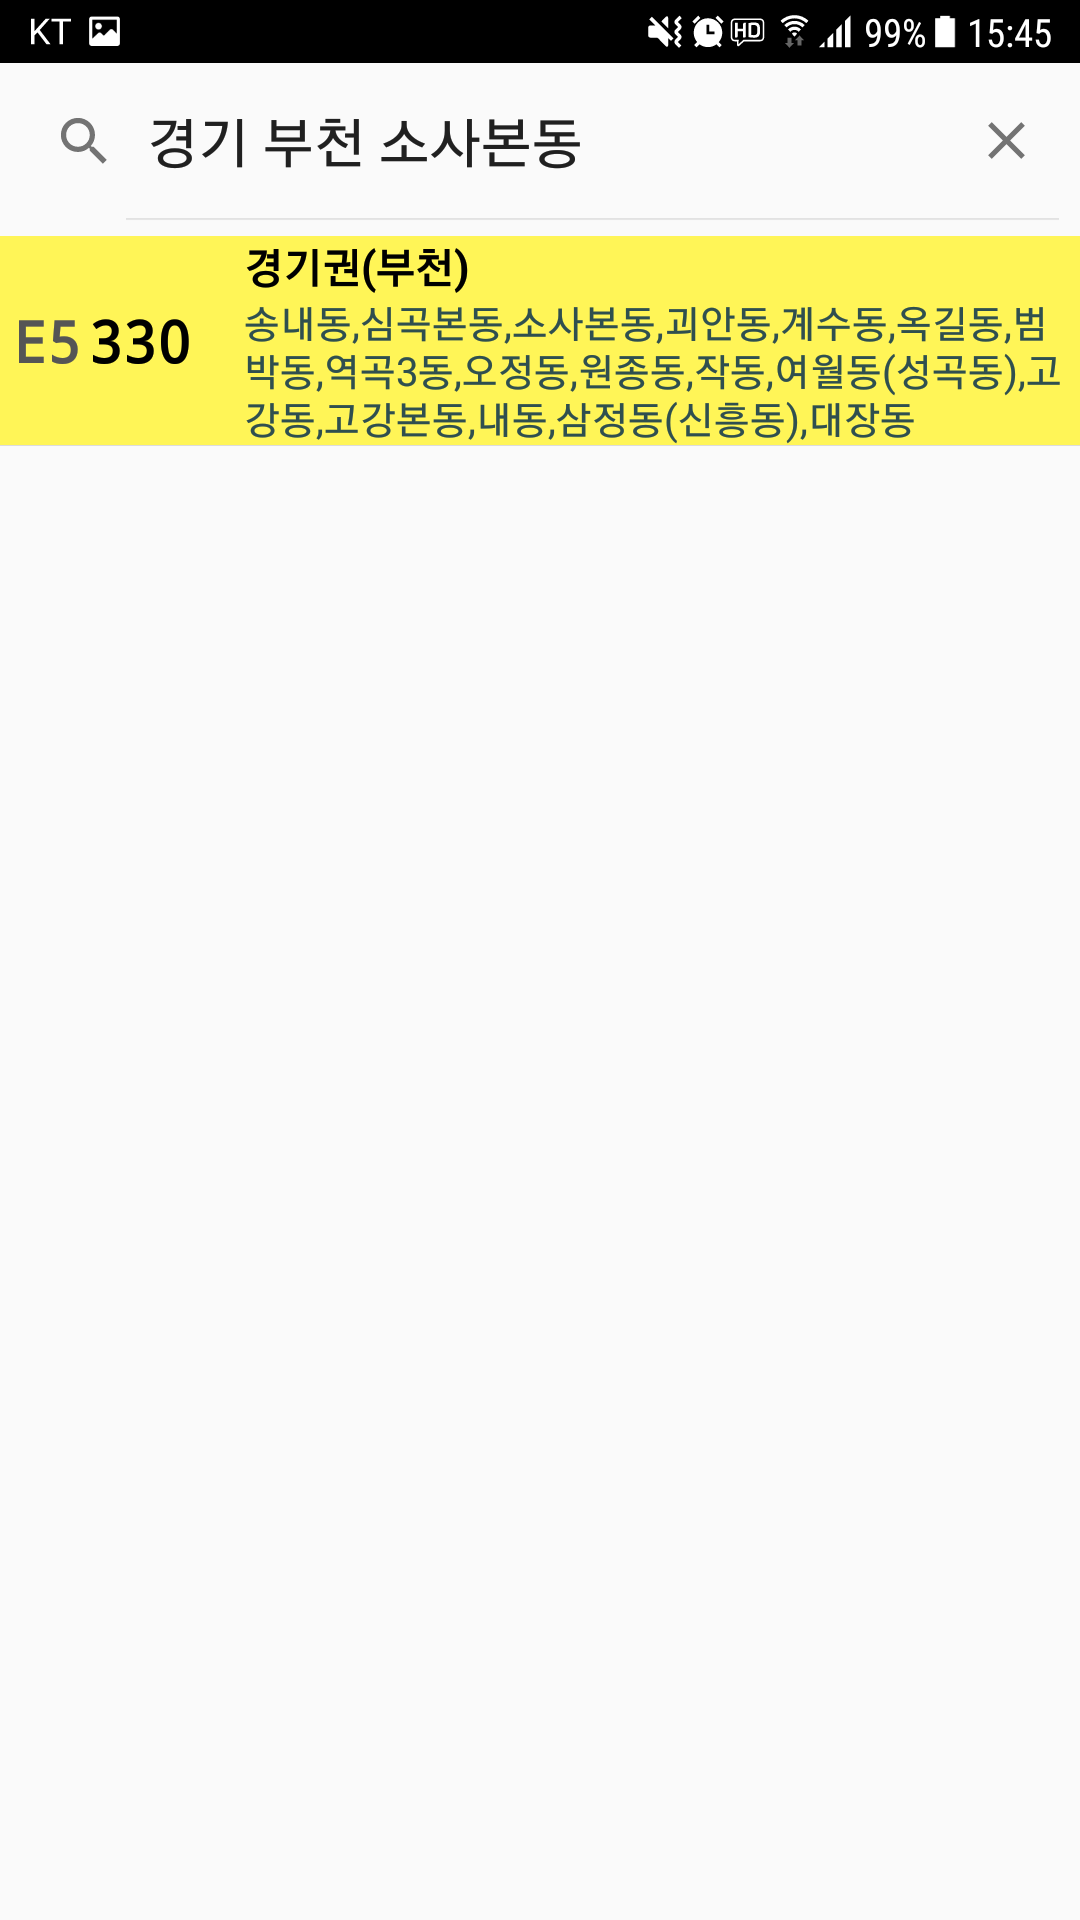 KT HD 99% 15:45
경기 부천 소사본동
경기권(부천)
E5 330
송내동,심곡본동,소사본동,괴안동,계수동,옥길동,범
박동,역곡3동,오정동,원종동,작동,여월동(성곡동),고
강동,고강본동,내동,삼정동(신흥동),대장동